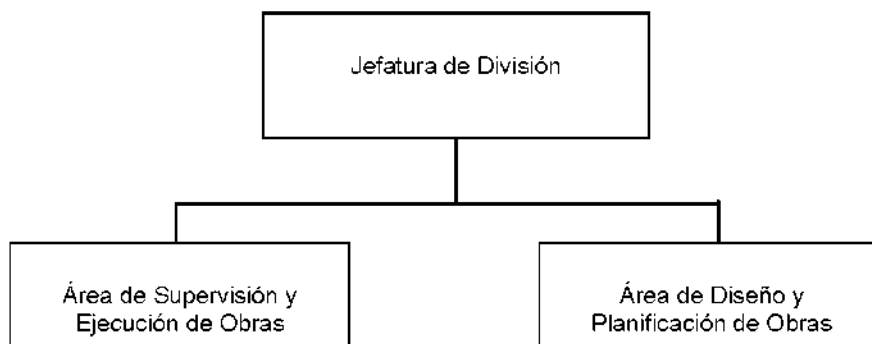 Jefatura de División
Área de Supervisión y
Ejecución de Obras
Área de Diseño y
Planificación de Obras